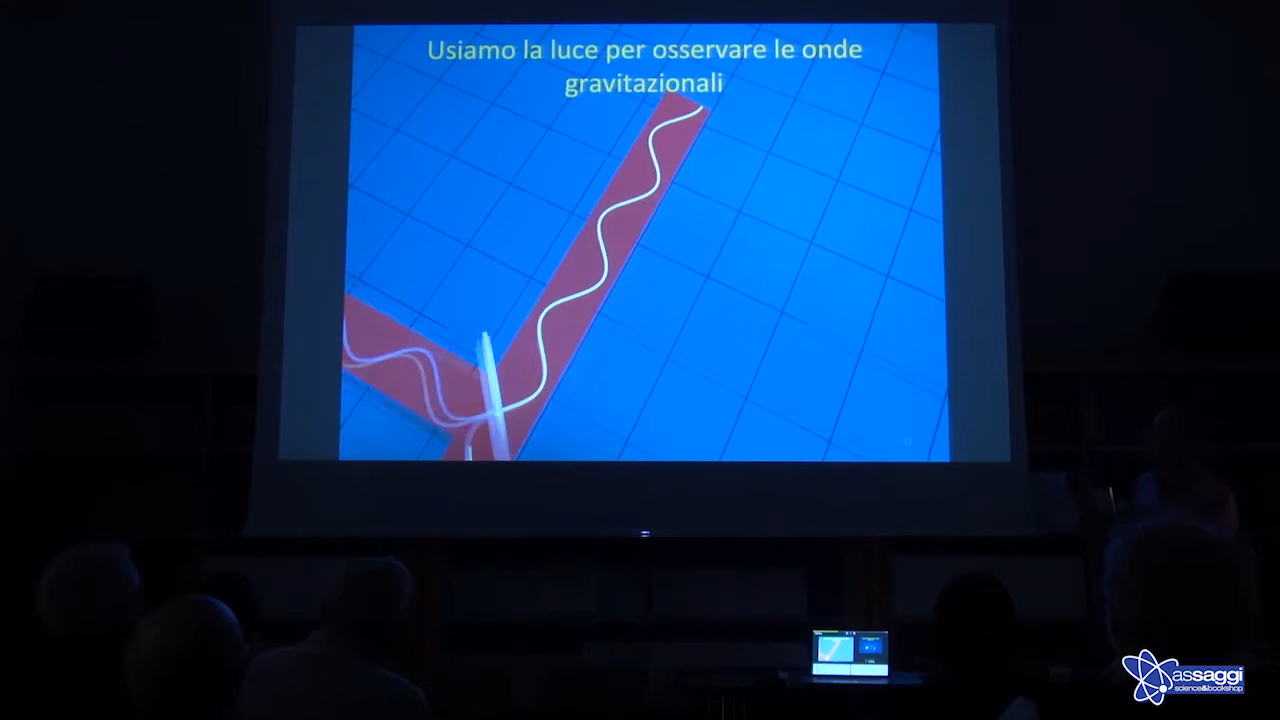 Usiamo la luce per osservare le onde
gravitazionali
assaggi
science&bookshop